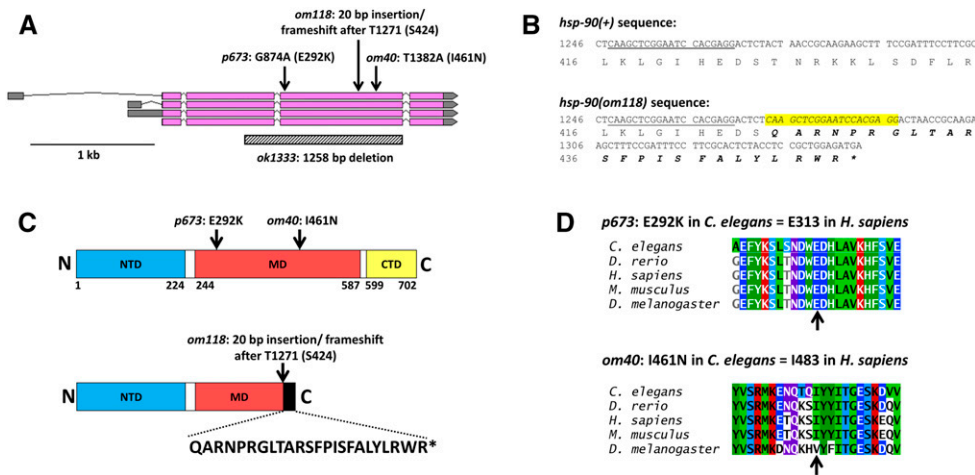 A
om118: 20 bp insertion/
frameshift after T1271 (S424)
p673: G874A (E292K)
om40: T1382A (I461N)
1 kb
ok1333: 1258 bp deletion
B
hsp-90(+) sequence:
1246 CTCAAGCTCGGAATCC CACGAGGACTCTACT AACCGCAAGAAGCTT TCCGATTTCCTTCGC
416 L K L G I H E D S T N R K K L S D F L R
hsp-90(om118) sequence:
1246 CTCAAGCTCGGAATCC CACGAGGACTCTCAA GCTCGGAATCCACGA GGACTAACCGCAAGA
416 L K L G I H E D S Q A R N P R G L T A R
1306 AGCTTTCCGATTTCC TTCGCACTCTACCTC CGCTGGAGATGA
436 S F P I S F A L Y L R W R *
C
p673: E292K
om40: I461N
N NTD MD CTD C
1 224 244 587 599 702
om118: 20 bp insertion/ frameshift
after T1271 (S424)
N NTD MD C
QARNPRGLTARSFPISFALYLRWR*
D
p673: E292K in C. elegans = E313 in H. sapiens
C. elegans AEFYKSLSNDWEDHLAVKHFSVE
D. rerio GEFYKSLTNDWEDHLAVKHFSVE
H. sapiens GEFYKSLTNDWEDHLAVKHFSVE
M. musculus GEFYKSLTNDWEDHLAVKHFSVE
D. melanogaster GEFYKSLTNDWEDHLAVKHFSVE
om40: I461N in C. elegans = I483 in H. sapiens
C. elegans YVSRMKENQTQIYYITGESKDVV
D. rerio YVSRMKENQKSIYYITGESKDQV
H. sapiens YVSRMKETQKSIYYITGESKEQV
M. musculus YVSRMKETQKSIYYITGESKEQV
D. melanogaster YVSRMKDNQKHVYFITGESKDQV